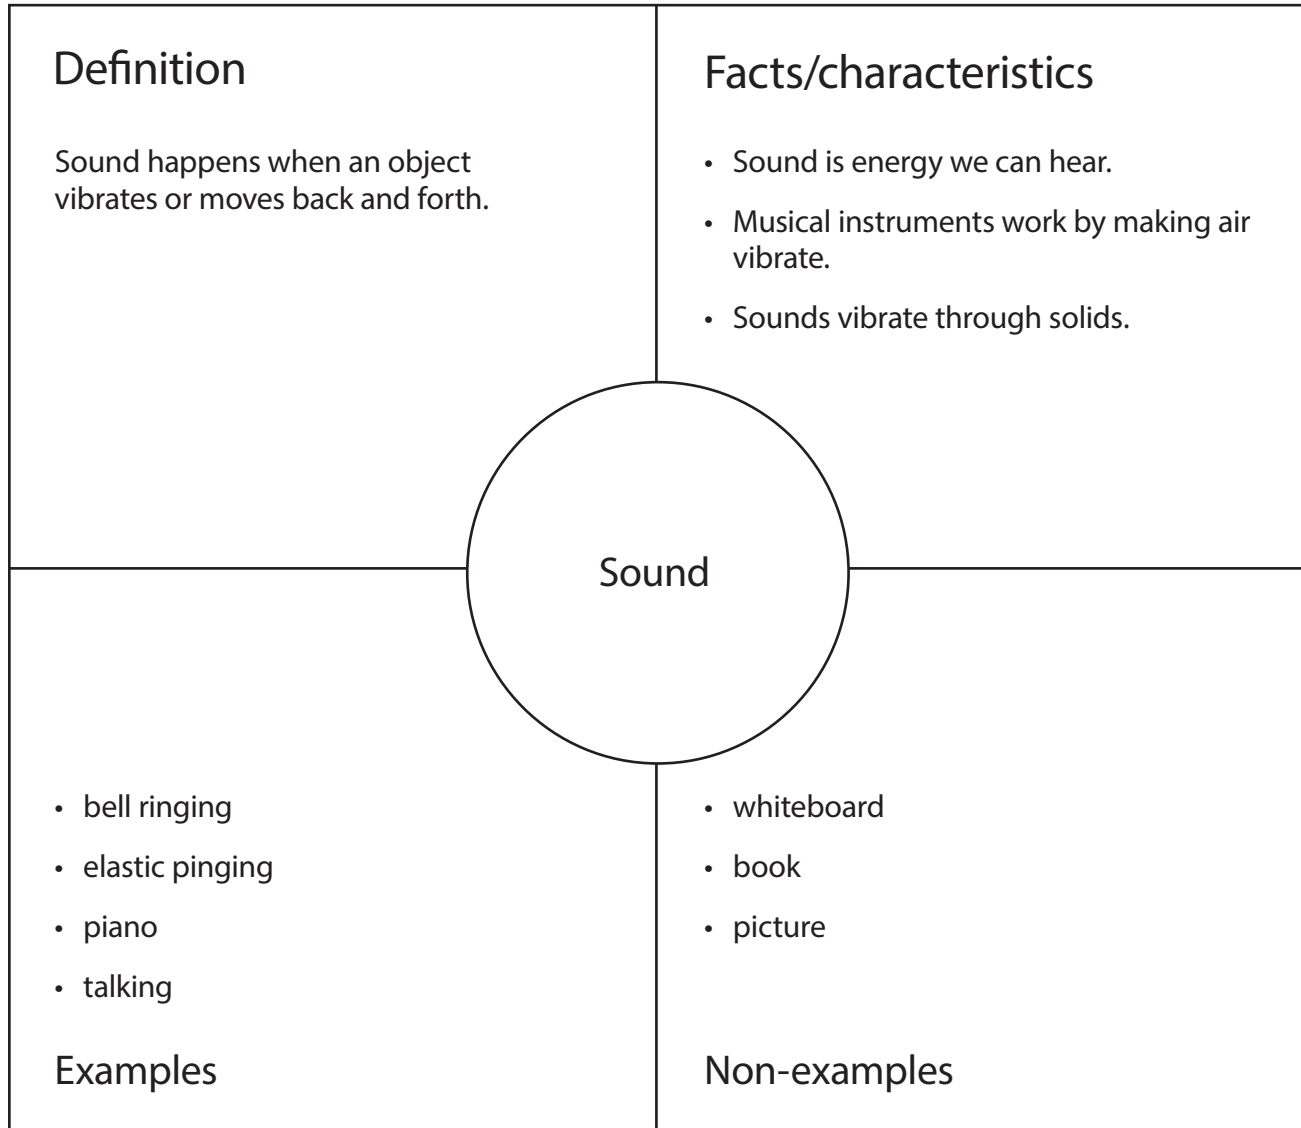 Definition
Sound happens when an object
vibrates or moves back and forth.
Facts/characteristics
• Sound is energy we can hear.
• Musical instruments work by making air
vibrate.
• Sounds vibrate through solids.
Sound
• bell ringing
• elastic pinging
• piano
• talking
Examples
• whiteboard
• book
• picture
Non-examples